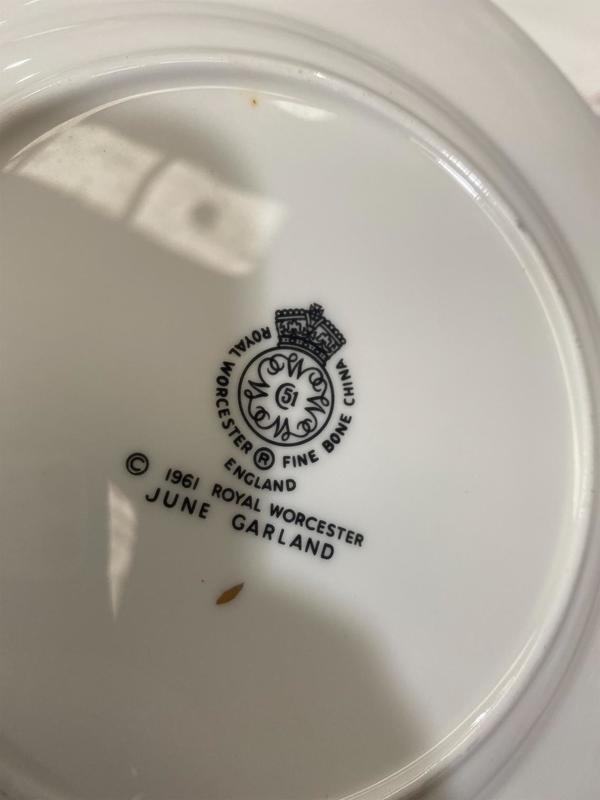 ROYAL WORCESTER ® FINE BONE CHINA
51
ENGLAND
© 1961 ROYAL WORCESTER
JUNE GARLAND